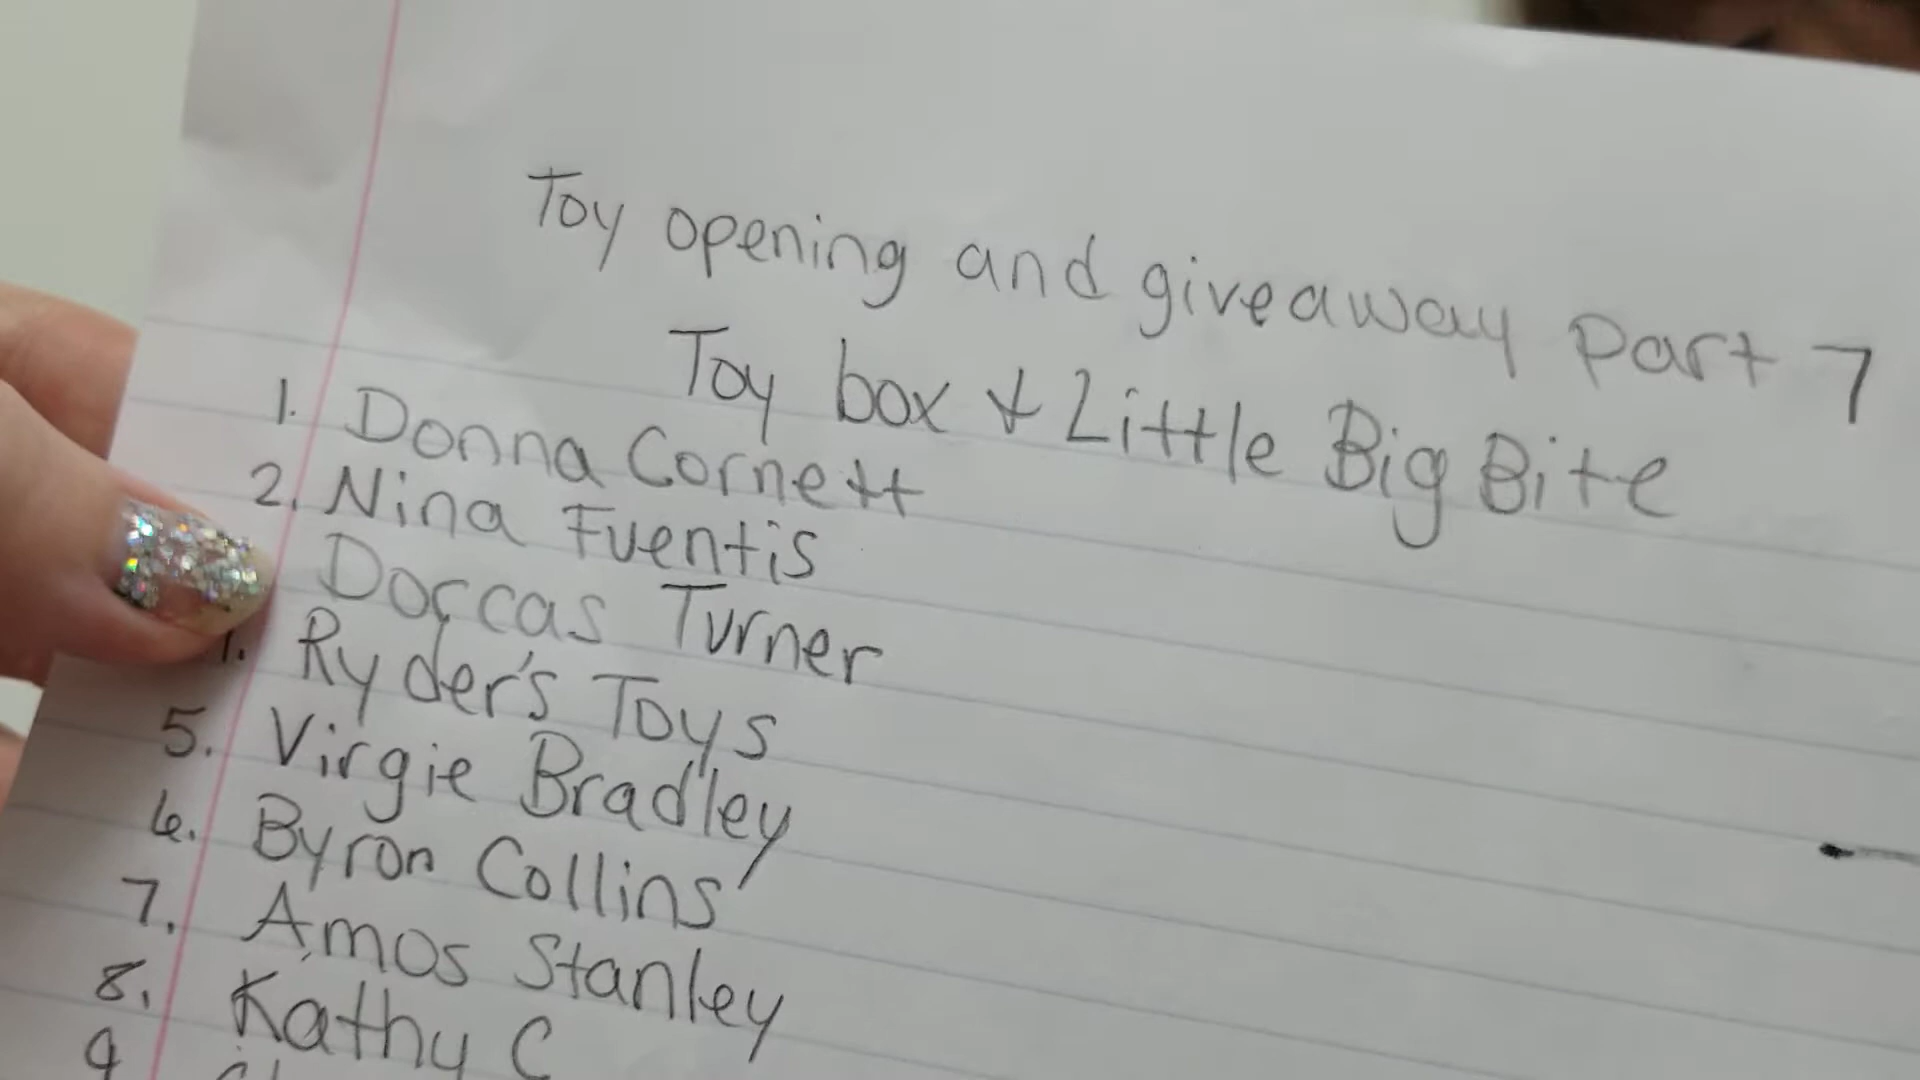 Toy opening and giveaway Part 7
Toy box & Little Big Bite
1. Donna Cornett
2. Nina Fuentis
Dorcas Turner
Ryder's Toys
5. Virgie Bradley
6. Byron Collins
7. Amos Stanley
8. Kathy C
9